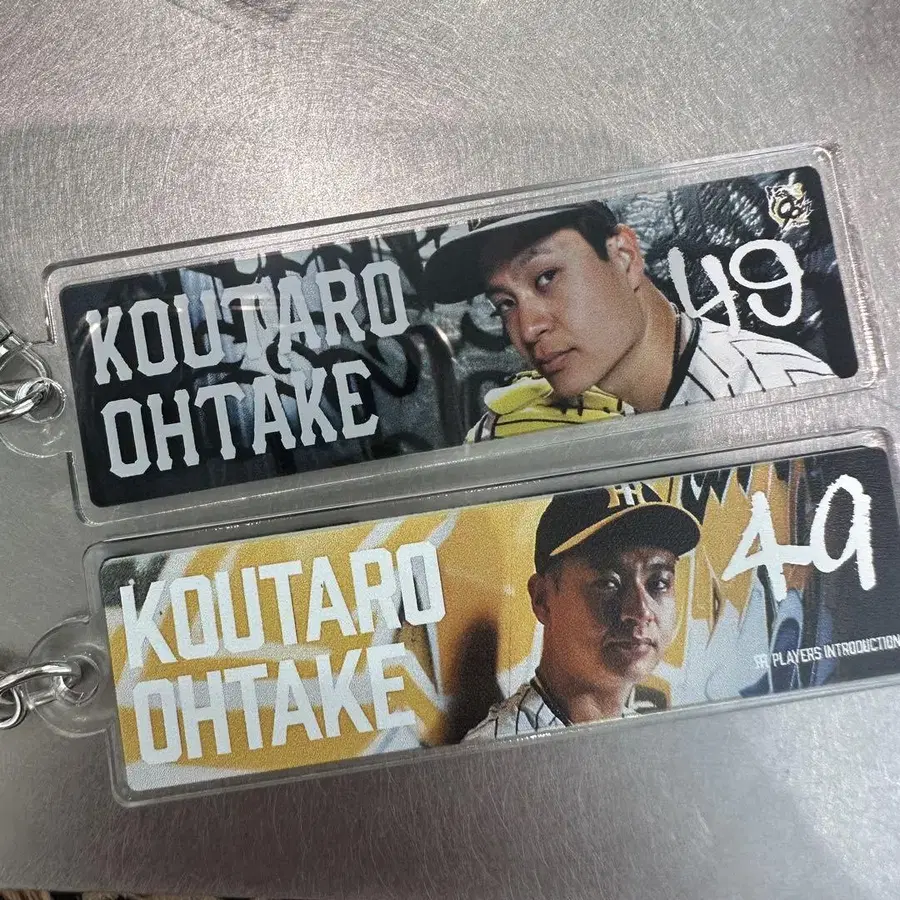 KOUTARO
OHTAKE
49
KOUTARO
OHTAKE
49
PLAYERS INTRODUCTION